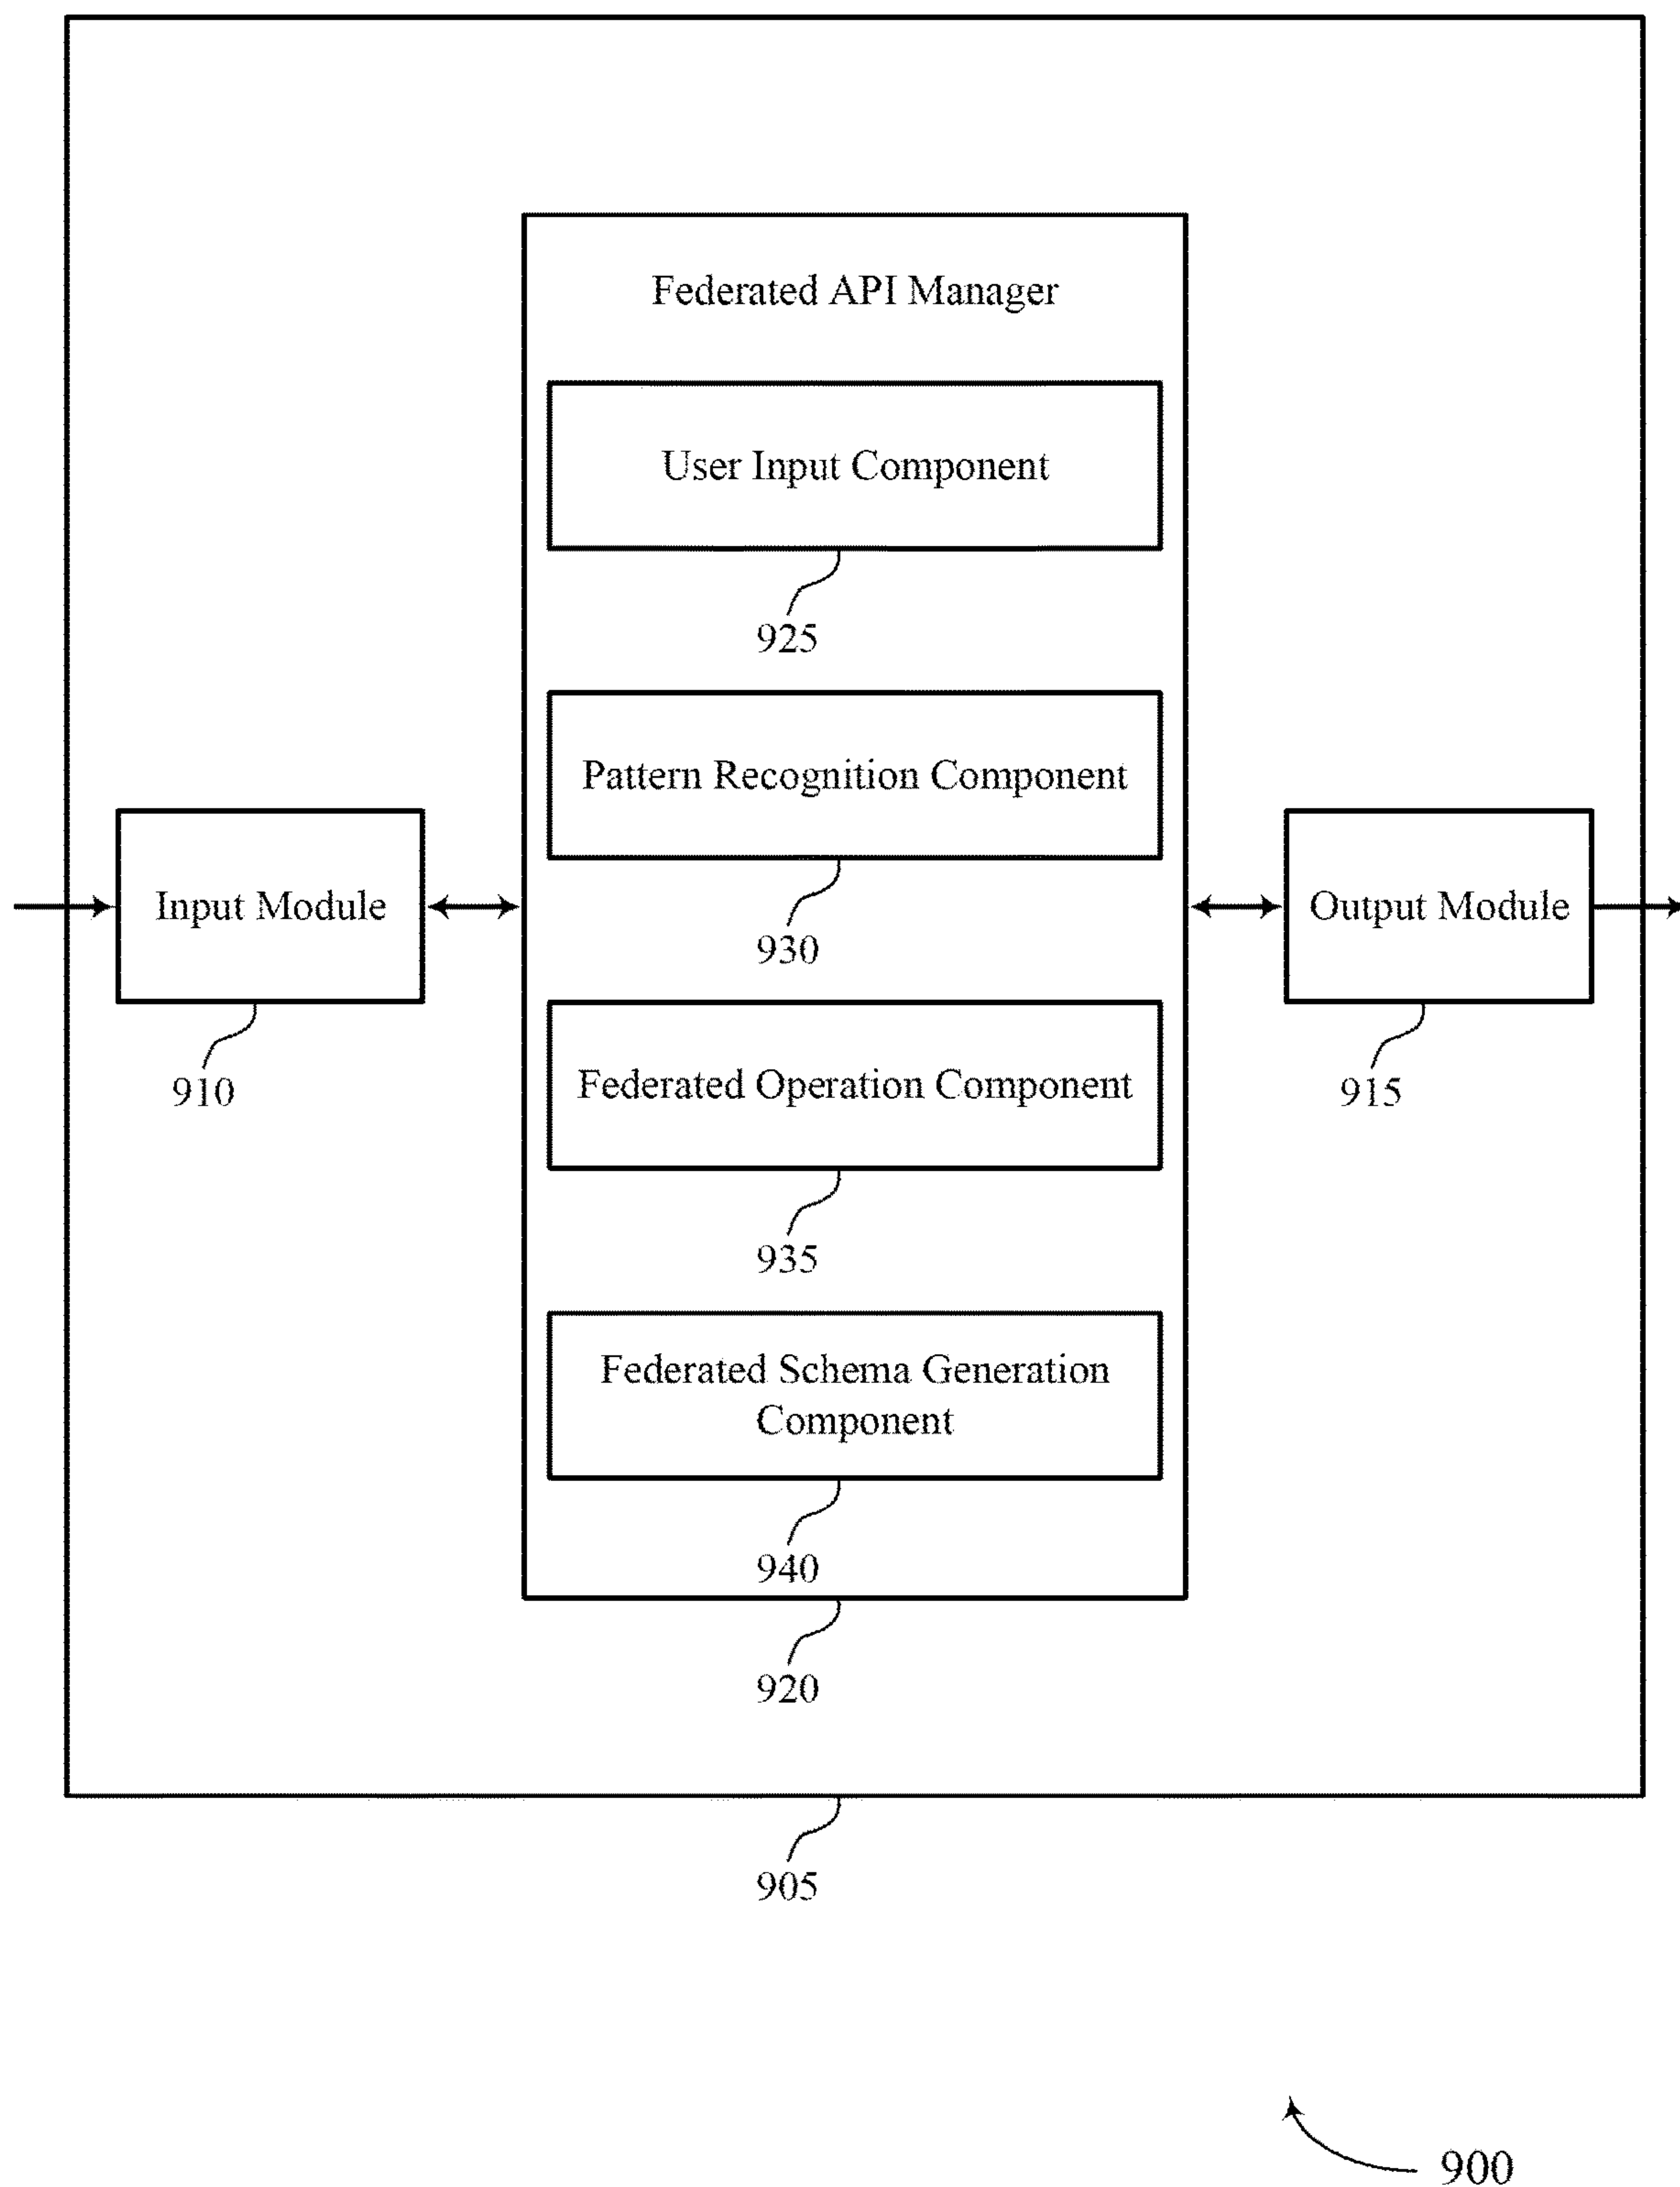 Federated API Manager
User Input Component
925
Pattern Recognition Component
930
Input Module
910
Output Module
915
Federated Operation Component
935
Federated Schema Generation
Component
940
920
905
900